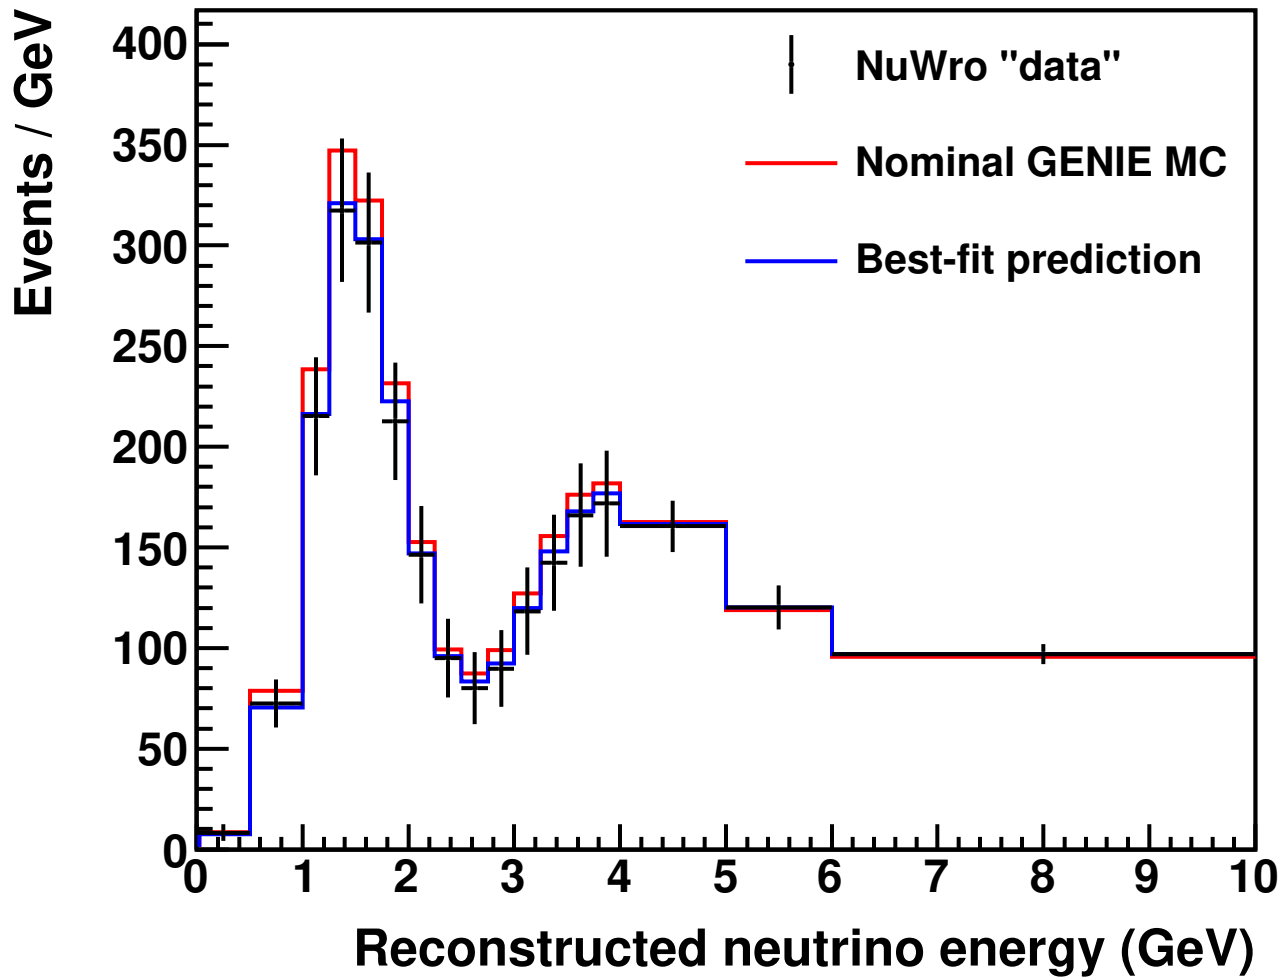 Events / GeV
400
350
300
250
200
150
100
50
0
NuWro "data"
Nominal GENIE MC
Best-fit prediction
0 1 2 3 4 5 6 7 8 9 10
Reconstructed neutrino energy (GeV)